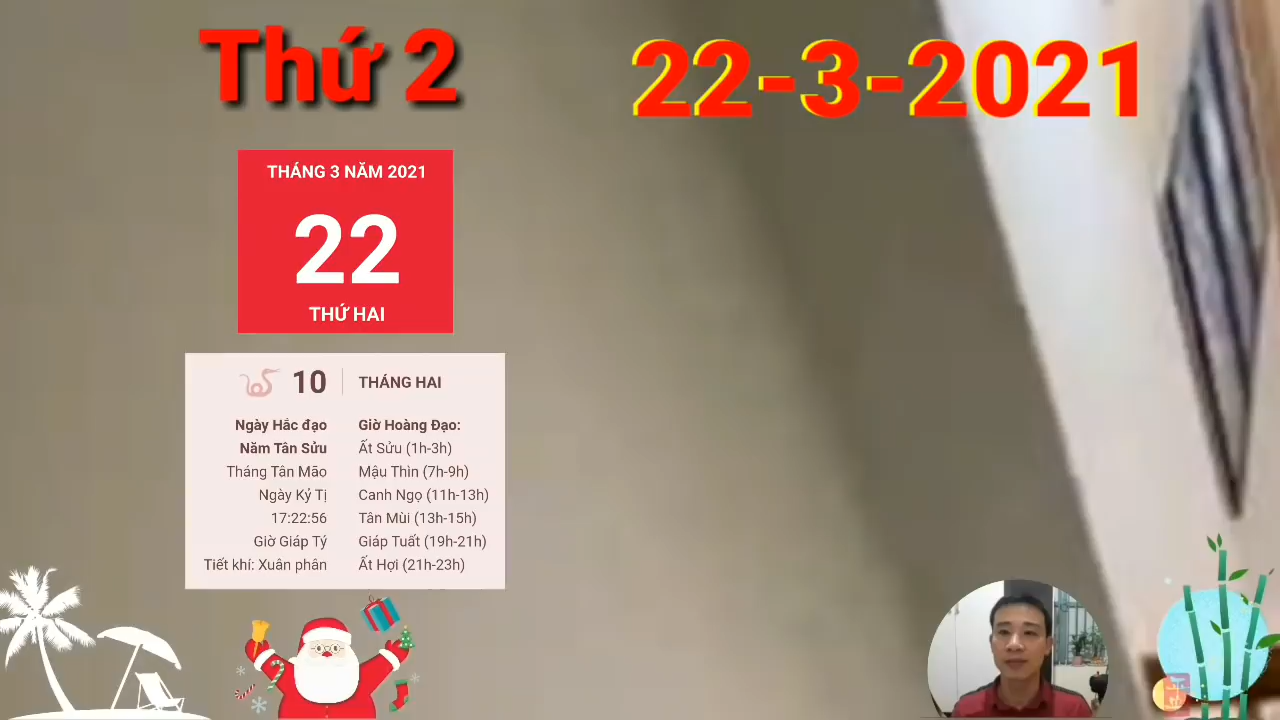 Thứ 2
22-3-2021
THÁNG 3 NĂM 2021
22
THỨ HAI
10
THÁNG HAI
Ngày Hắc đạo
Năm Tân Sửu
Tháng Tân Mão
Ngày Kỷ Tị
17:22:56
Giờ Giáp Tý
Tiết khí: Xuân phân
Giờ Hoàng Đạo:
Ất Sửu (1h-3h)
Mậu Thìn (7h-9h)
Canh Ngọ (11h-13h)
Tân Mùi (13h-15h)
Giáp Tuất (19h-21h)
Ất Hợi (21h-23h)